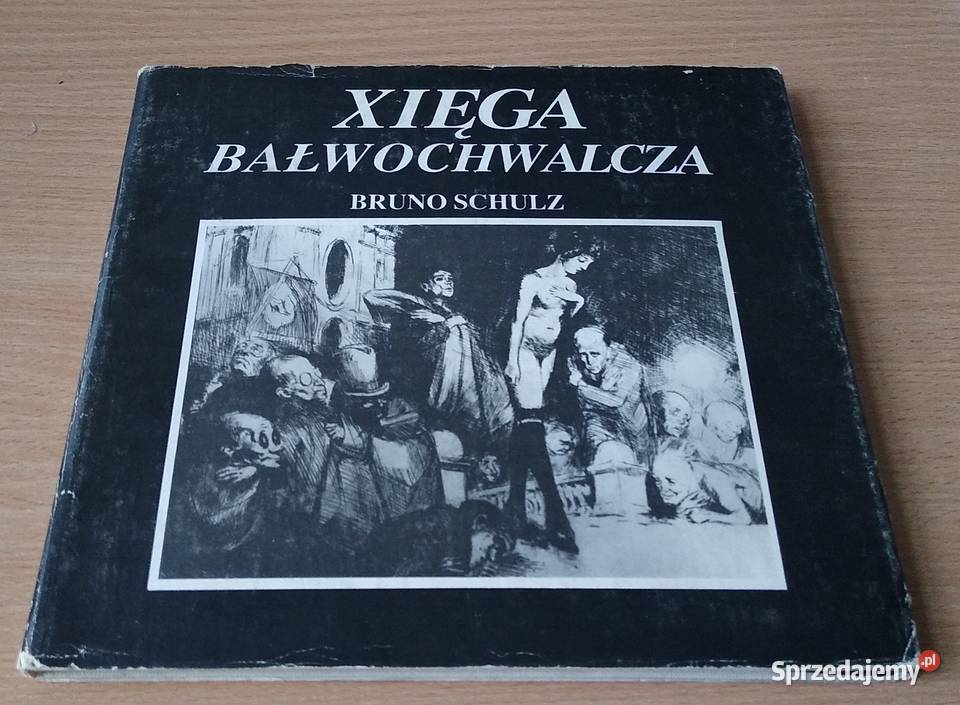 XIĘGA
BAŁWOCHWALCZA
BRUNO SCHULZ
Sprzedajemy.pl